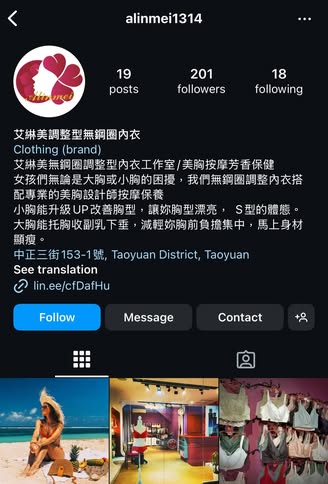 alinmei1314
Alinmei
19
posts
201
followers
18
following
艾綝美調整型無鋼圈內衣
Clothing (brand)
艾綝美無鋼圈調整型內衣工作室/美胸按摩芳香保健
女孩們無論是大胸或小胸的困擾，我們無鋼圈調整內衣搭
配專業的美胸設計師按摩保養
小胸能升級UP改善胸型，讓妳胸型漂亮， S型的體態。
大胸能托胸收副乳下垂，減輕妳胸前負擔集中，馬上身材
顯瘦。
中正三街153-1號, Taoyuan District, Taoyuan
See translation
lin.ee/cfDafHu
Follow
Message
Contact